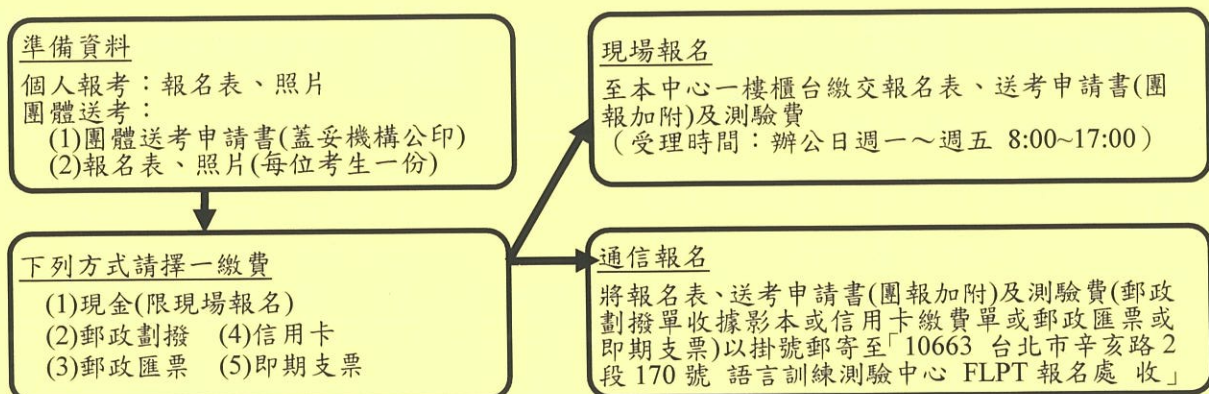 準備資料
個人報考：報名表、照片
團體送考：
(1)團體送考申請書(蓋妥機構公印)
(2)報名表、照片(每位考生一份)
下列方式請擇一繳費
(1)現金(限現場報名)
(2)郵政劃撥 (4)信用卡
(3)郵政匯票 (5)即期支票
現場報名
至本中心一樓櫃台繳交報名表、送考申請書(團
報加附)及測驗費
（受理時間：辦公日週一～週五 8:00~17:00）
通信報名
將報名表、送考申請書(團報加附)及測驗費(郵政
劃撥單收據影本或信用卡繳費單或郵政匯票或
即期支票)以掛號郵寄至「10663 台北市辛亥路2
段170號 語言訓練測驗中心 FLPT 報名處 收」